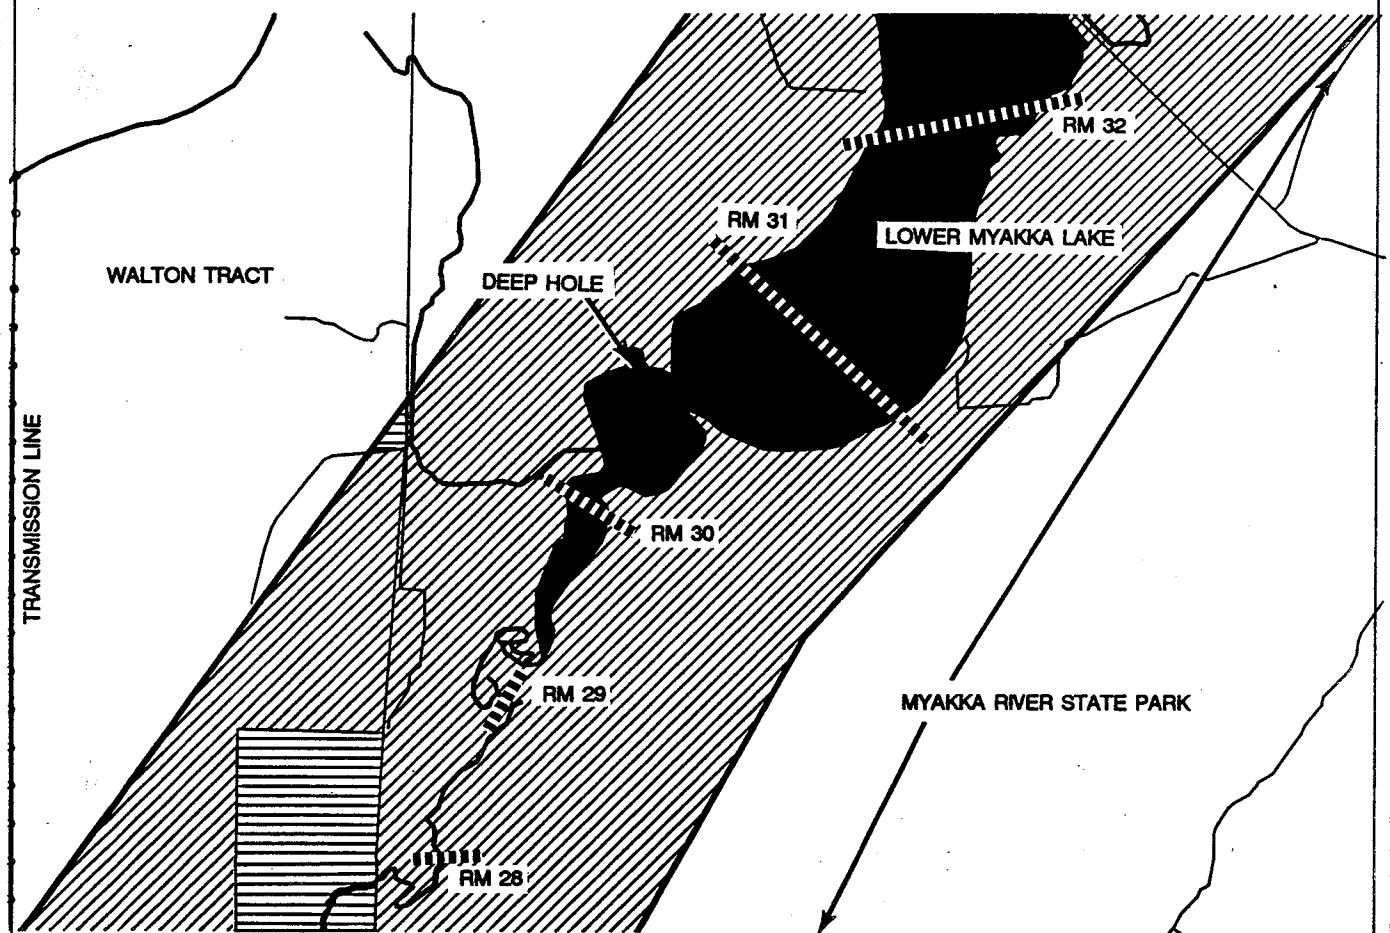 RM 32
RM 31
LOWER MYAKKA LAKE
WALTON TRACT
DEEP HOLE
TRANSMISSION LINE
RM 30
RM 29
MYAKKA RIVER STATE PARK
RM 28